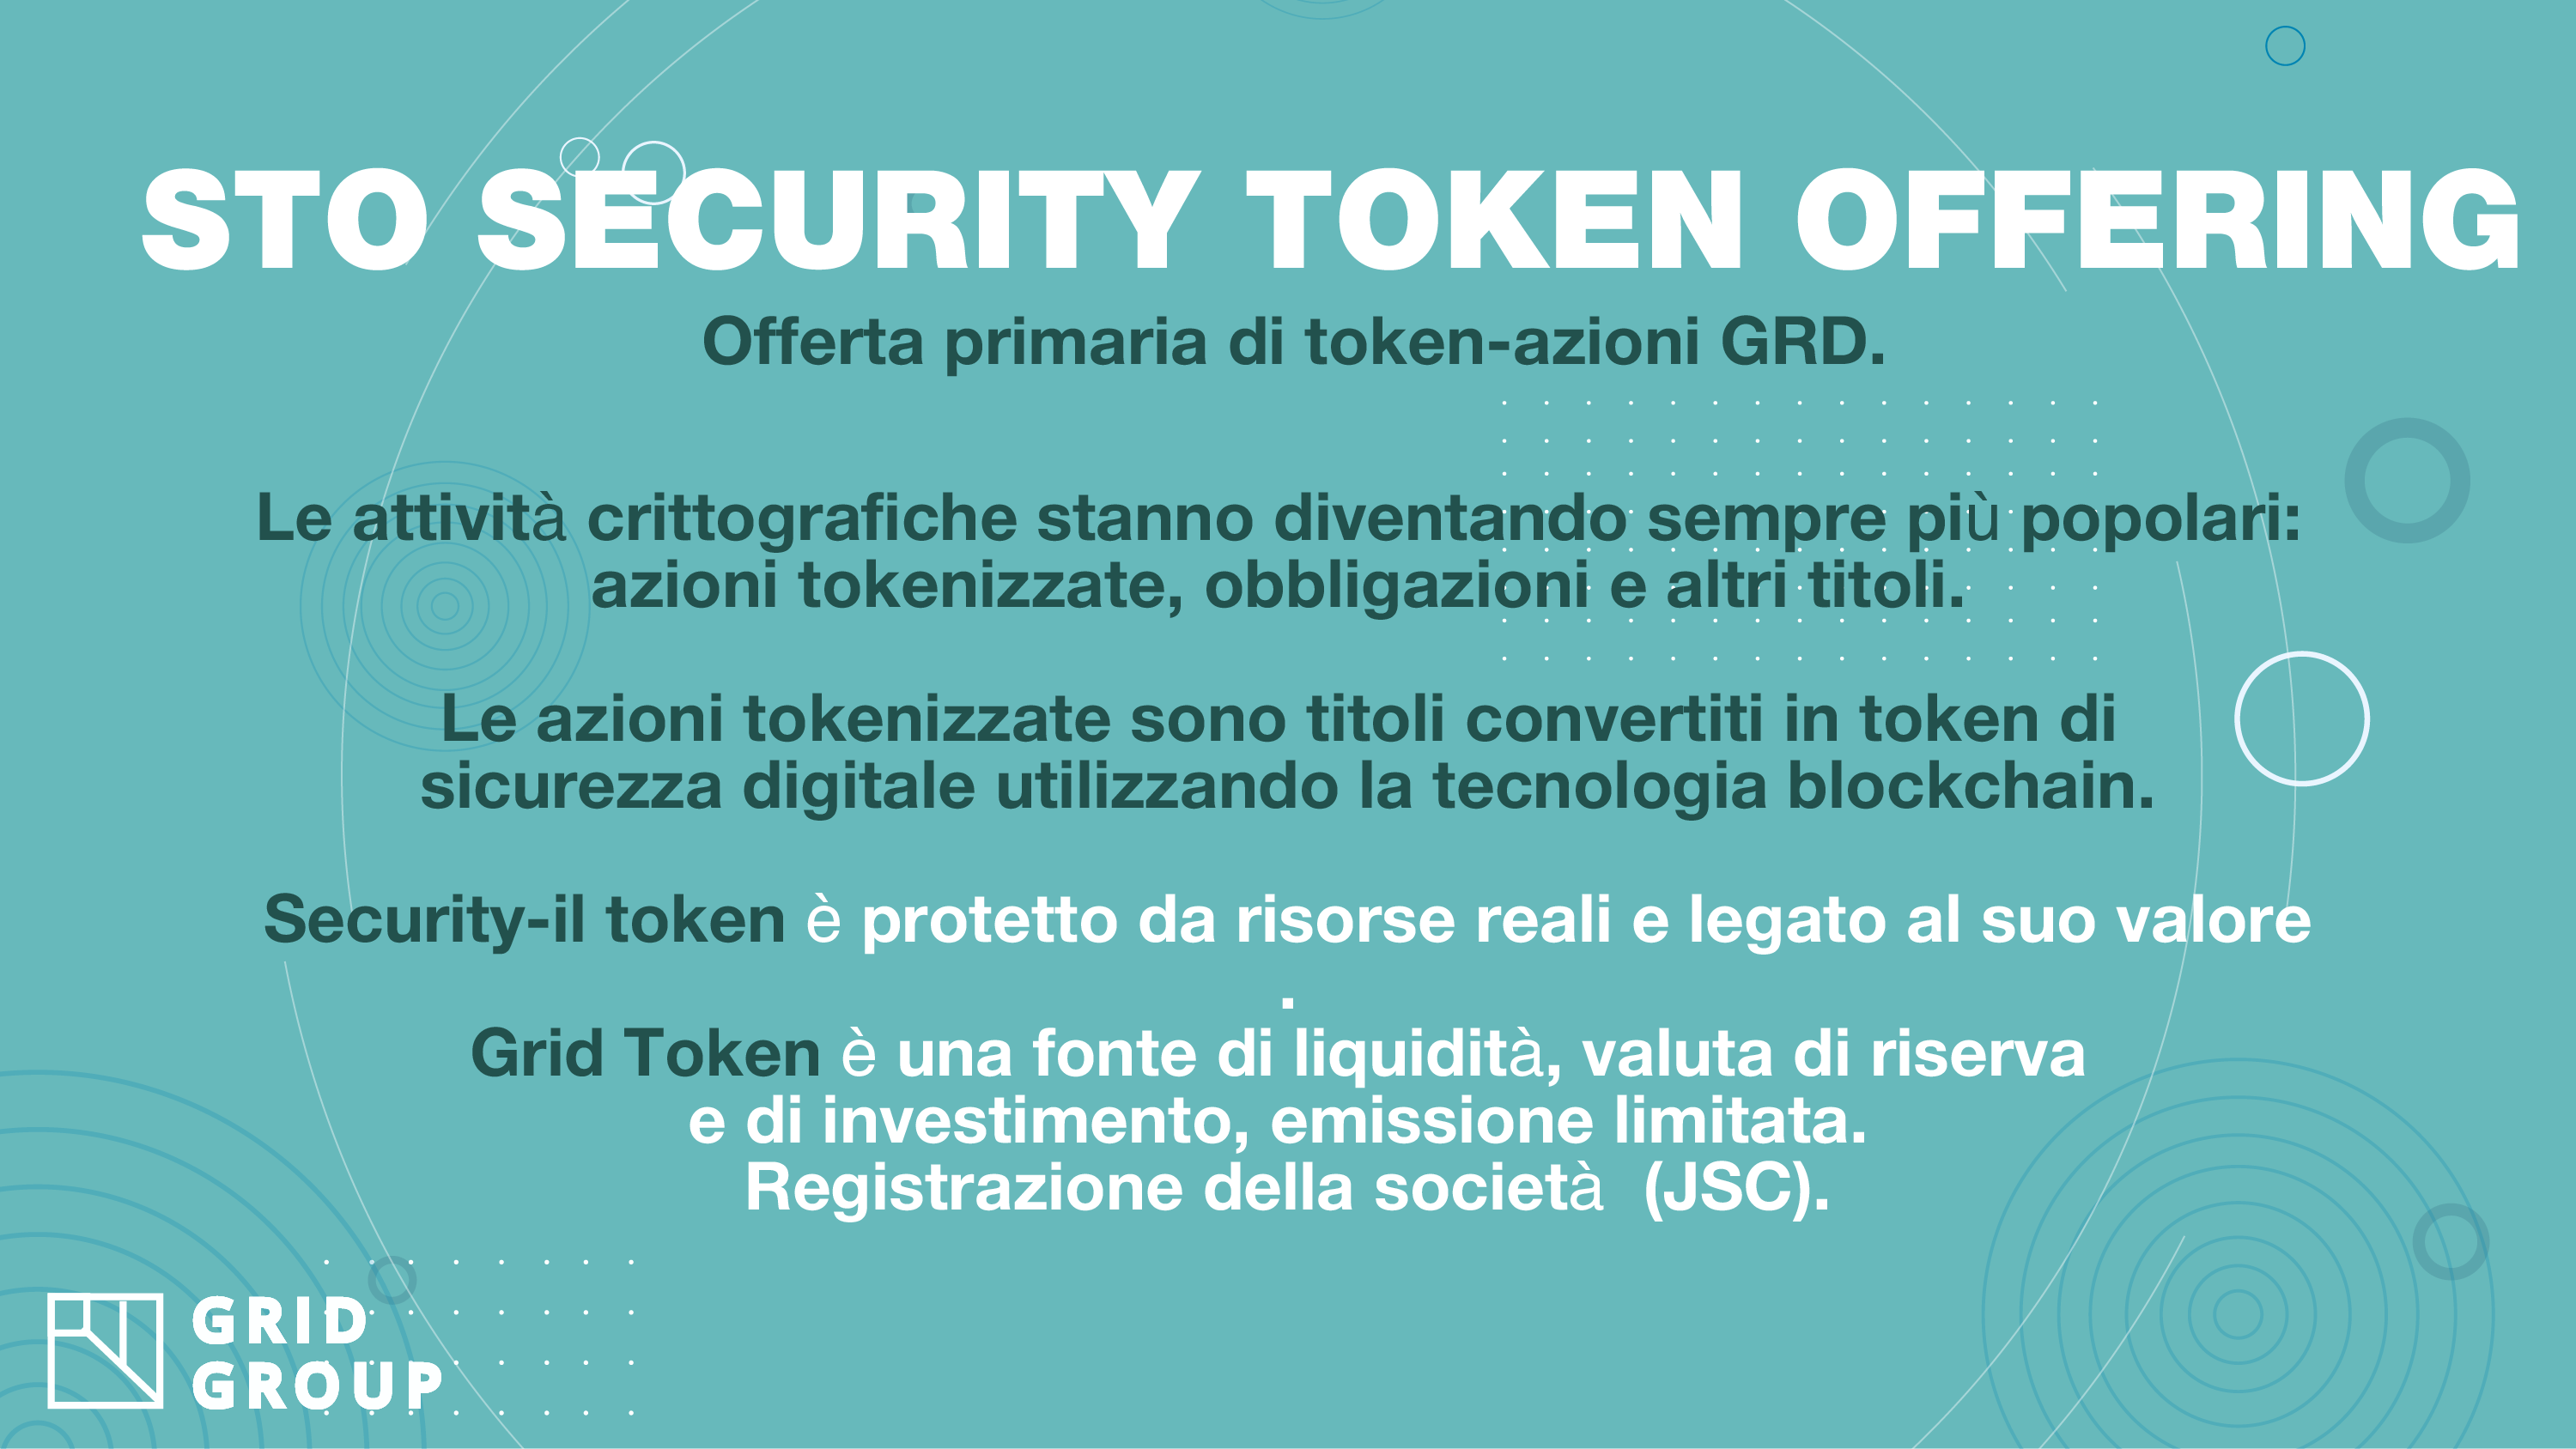 STO SECURITY TOKEN OFFERING
Offerta primaria di token-azioni GRD.
Le attività crittografiche stanno diventando sempre più popolari:
azioni tokenizzate, obbligazioni e altri titoli.
Le azioni tokenizzate sono titoli convertiti in token di
sicurezza digitale utilizzando la tecnologia blockchain.
Security-il token è protetto da risorse reali e legato al suo valore
.
Grid Token è una fonte di liquidità, valuta di riserva
e di investimento, emissione limitata.
Registrazione della società (JSC).
GRID
GROUP